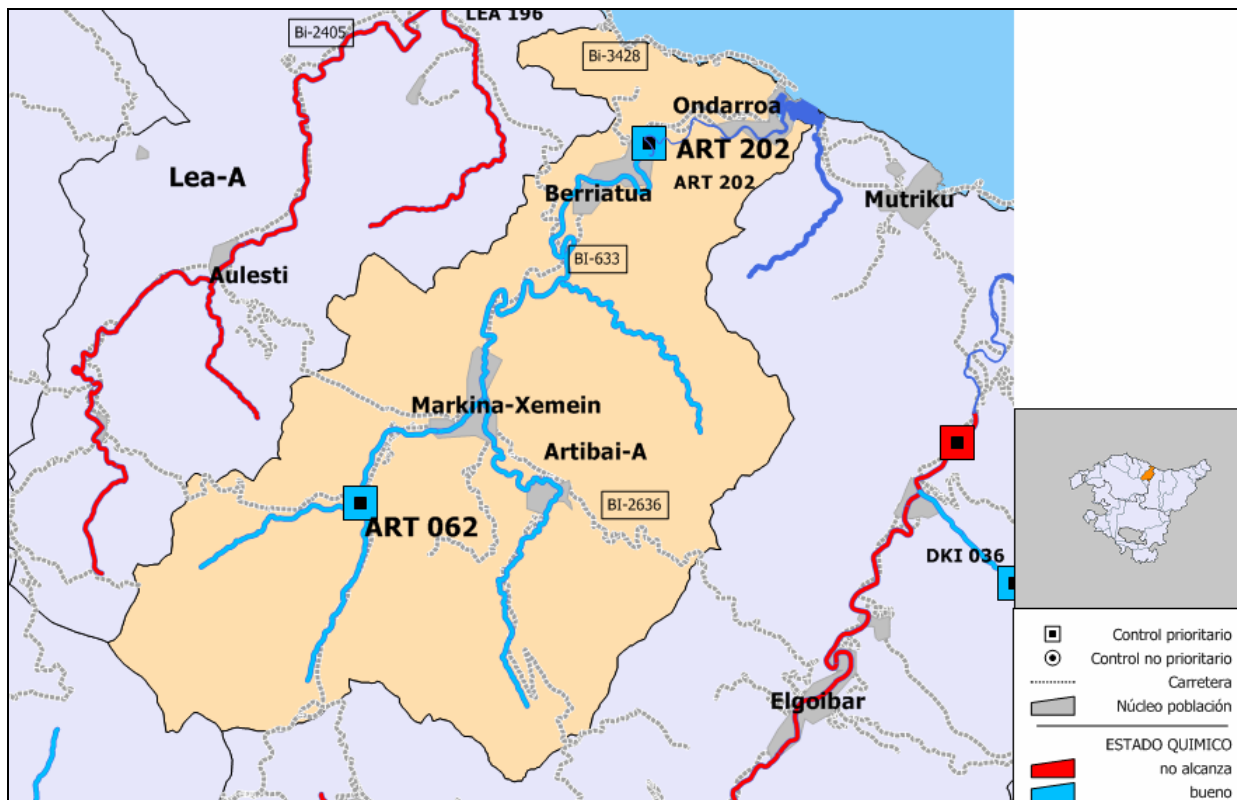 LEA 196
Bi-2405
Bi-3428
Ondarroa
ART 202
ART 202
Lea-A
Berriatua
Mutriku
BI-633
Aulesti
Markina-Xemein
Artibai-A
BI-2636
ART 062
DKI 036
Elgoibar
Control prioritario
Control no prioritario
Carretera
Núcleo población
ESTADO QUIMICO
no alcanza
bueno